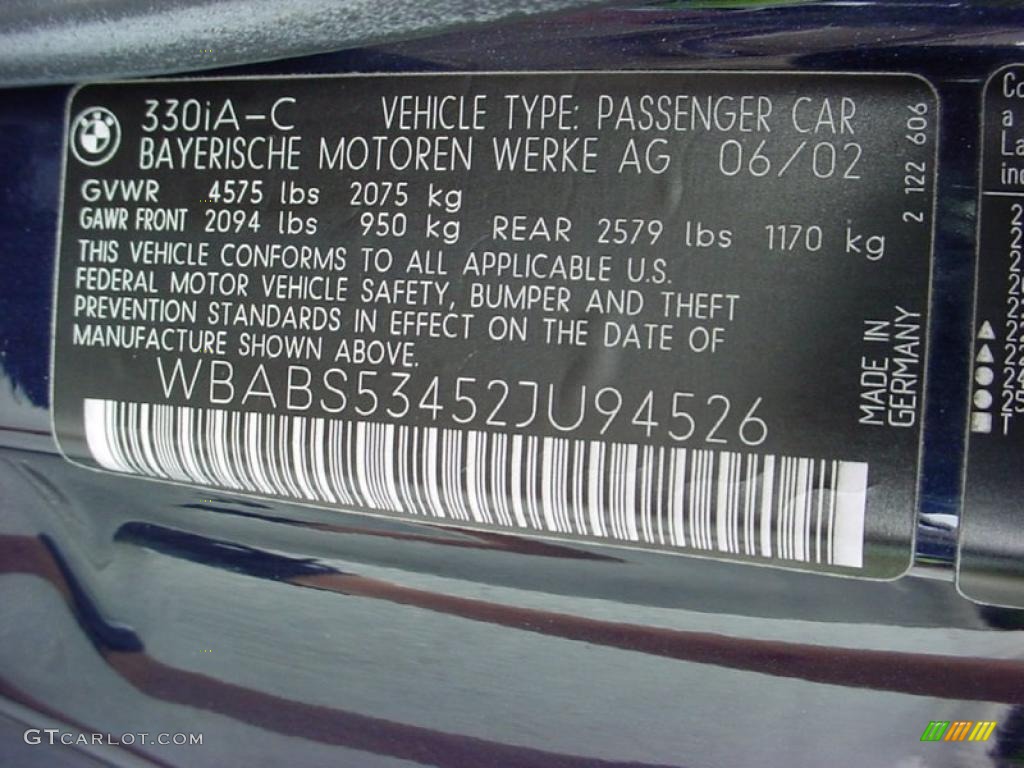 330iA-C VEHICLE TYPE: PASSENGER CAR
BAYERISCHE MOTOREN WERKE AG 06/02
GVWR 4575 lbs 2075 kg
GAWR FRONT 2094 lbs 950 kg REAR 2579 lbs 1170 kg
THIS VEHICLE CONFORMS TO ALL APPLICABLE U.S.
FEDERAL MOTOR VEHICLE SAFETY, BUMPER AND THEFT
PREVENTION STANDARDS IN EFFECT ON THE DATE OF
MANUFACTURE SHOWN ABOVE.
WBABS53452JU94526
MADE IN
GERMANY
2 122 606
Co
a
La
ind
GTCARLOT.COM